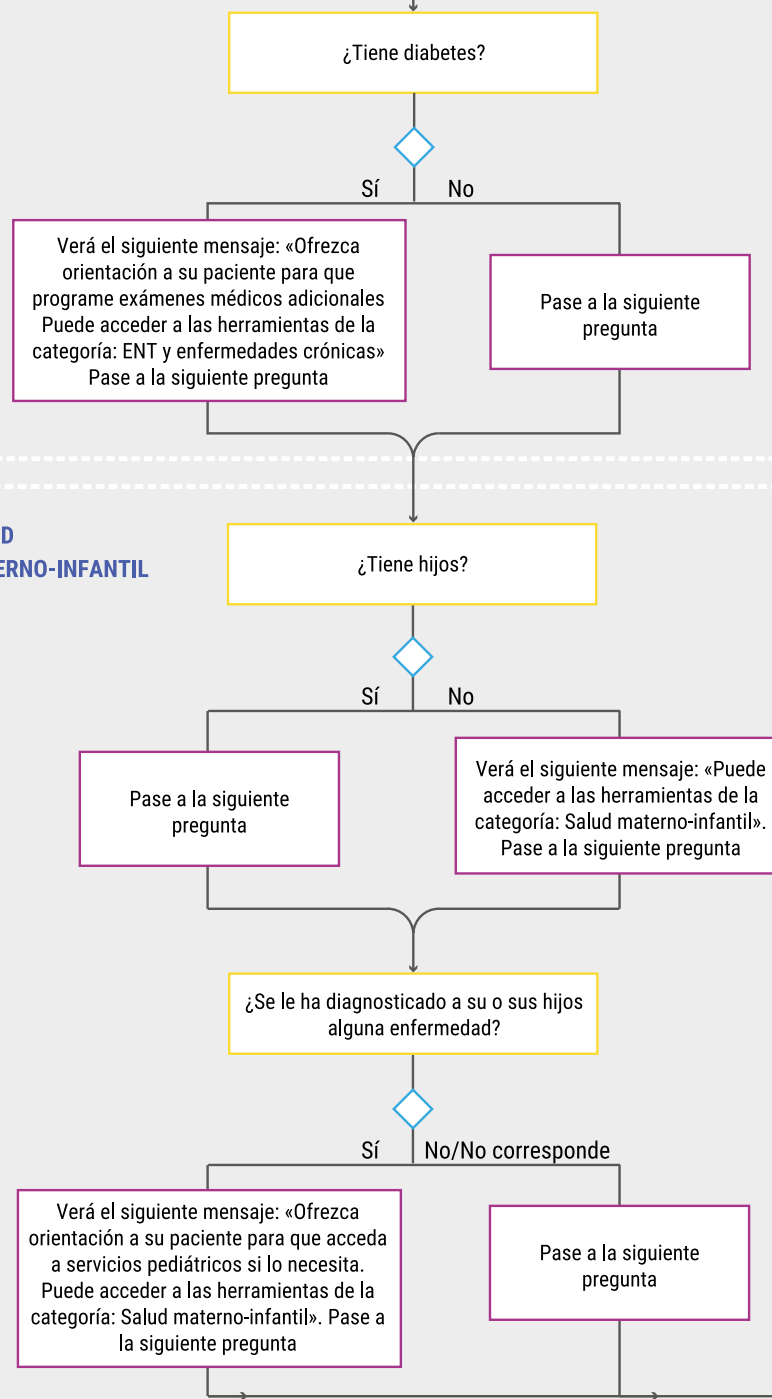 ¿Tiene diabetes?
Sí
No
Verá el siguiente mensaje: «Ofrezca
orientación a su paciente para que
programe exámenes médicos adicionales
Puede acceder a las herramientas de la
categoría: ENT y enfermedades crónicas»
Pase a la siguiente pregunta
Pase a la siguiente
pregunta
D
ERNO-INFANTIL
¿Tiene hijos?
Sí
No
Pase a la siguiente
pregunta
Verá el siguiente mensaje: «Puede
acceder a las herramientas de la
categoría: Salud materno-infantil».
Pase a la siguiente pregunta
¿Se le ha diagnosticado a su o sus hijos
alguna enfermedad?
Sí
No/No corresponde
Verá el siguiente mensaje: «Ofrezca
orientación a su paciente para que acceda
a servicios pediátricos si lo necesita.
Puede acceder a las herramientas de la
categoría: Salud materno-infantil». Pase a
la siguiente pregunta
Pase a la siguiente
pregunta